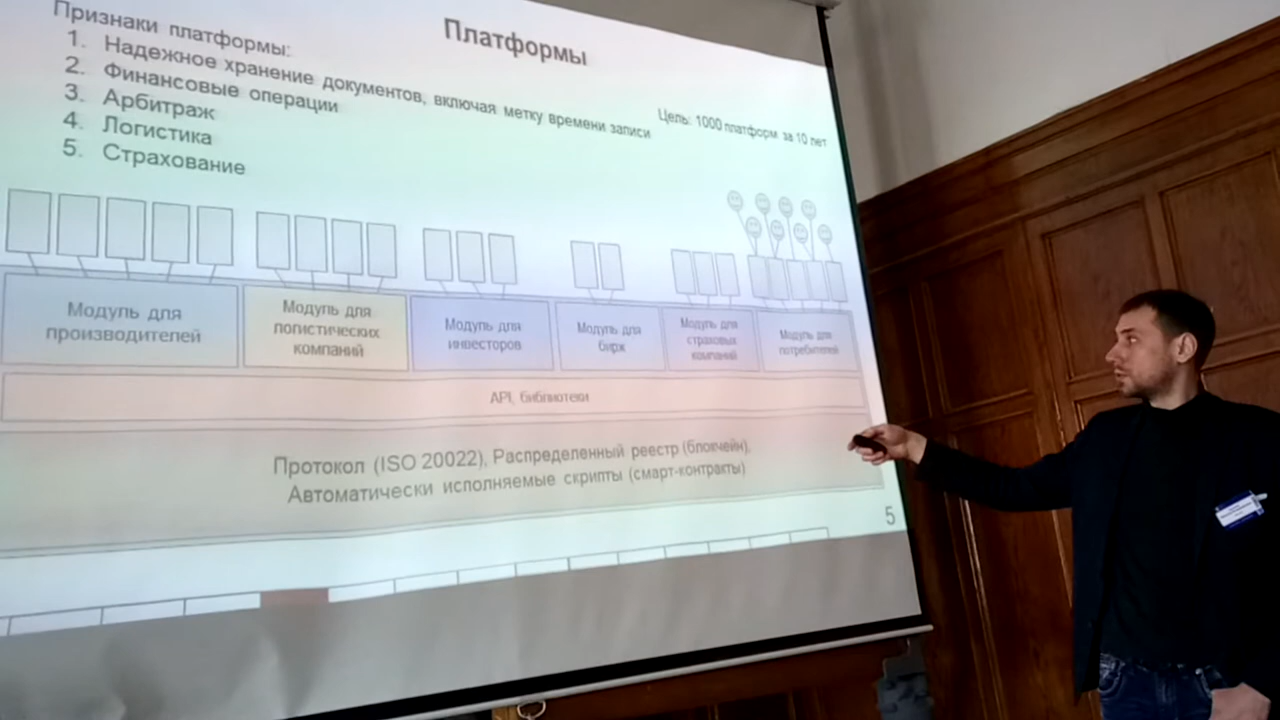 Платформы
Признаки платформы:
1. Надежное хранение документов, включая метку времени записи
2. Финансовые операции
3. Арбитраж
4. Логистика
5. Страхование
Цель: 1000 платформ за 10 лет
Модуль для
производителей
Модуль для
логистических
компаний
Модуль для
инвесторов
Модуль для
бирж
Модуль для
страховых
компаний
Модуль для
потребителей
API, библиотеки
Протокол (ISO 20022), Распределенный реестр (блокчейн),
Автоматически исполняемые скрипты (смарт-контракты)
5